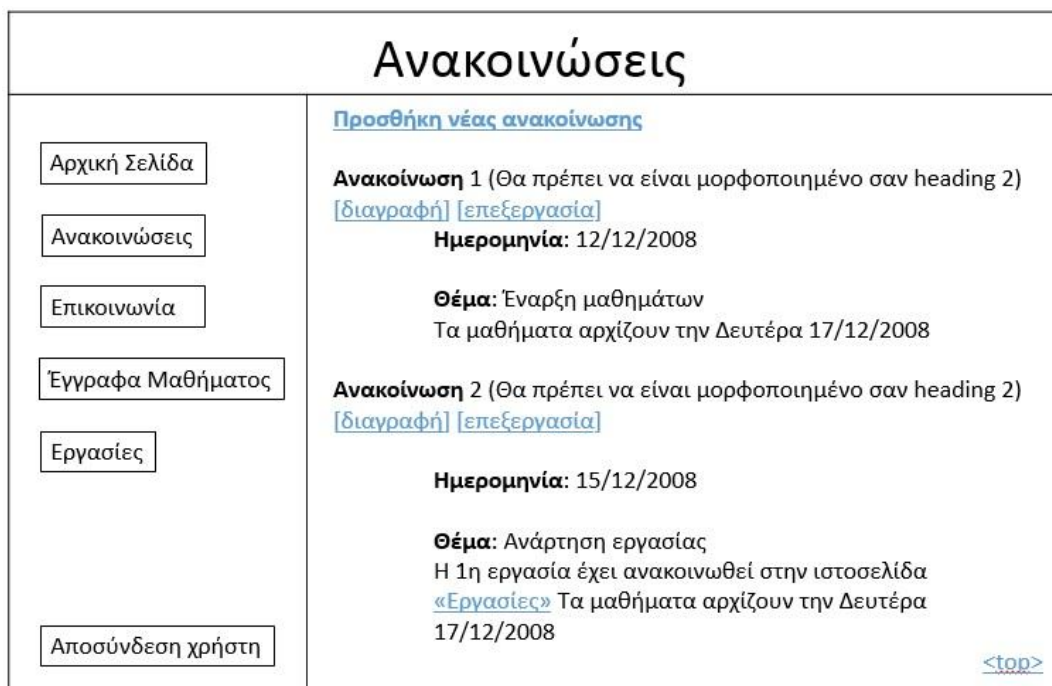 Ανακοινώσεις
Αρχική Σελίδα
Ανακοινώσεις
Επικοινωνία
Έγγραφα Μαθήματος
Εργασίες
Αποσύνδεση χρήστη
Προσθήκη νέας ανακοίνωσης
Ανακοίνωση 1 (Θα πρέπει να είναι μορφοποιημένο σαν heading 2)
[διαγραφή] [επεξεργασία]
Ημερομηνία: 12/12/2008
Θέμα: Έναρξη μαθημάτων
Τα μαθήματα αρχίζουν την Δευτέρα 17/12/2008
Ανακοίνωση 2 (Θα πρέπει να είναι μορφοποιημένο σαν heading 2)
[διαγραφή] [επεξεργασία]
Ημερομηνία: 15/12/2008
Θέμα: Ανάρτηση εργασίας
Η 1η εργασία έχει ανακοινωθεί στην ιστοσελίδα
«Εργασίες» Τα μαθήματα αρχίζουν την Δευτέρα
17/12/2008
<top>